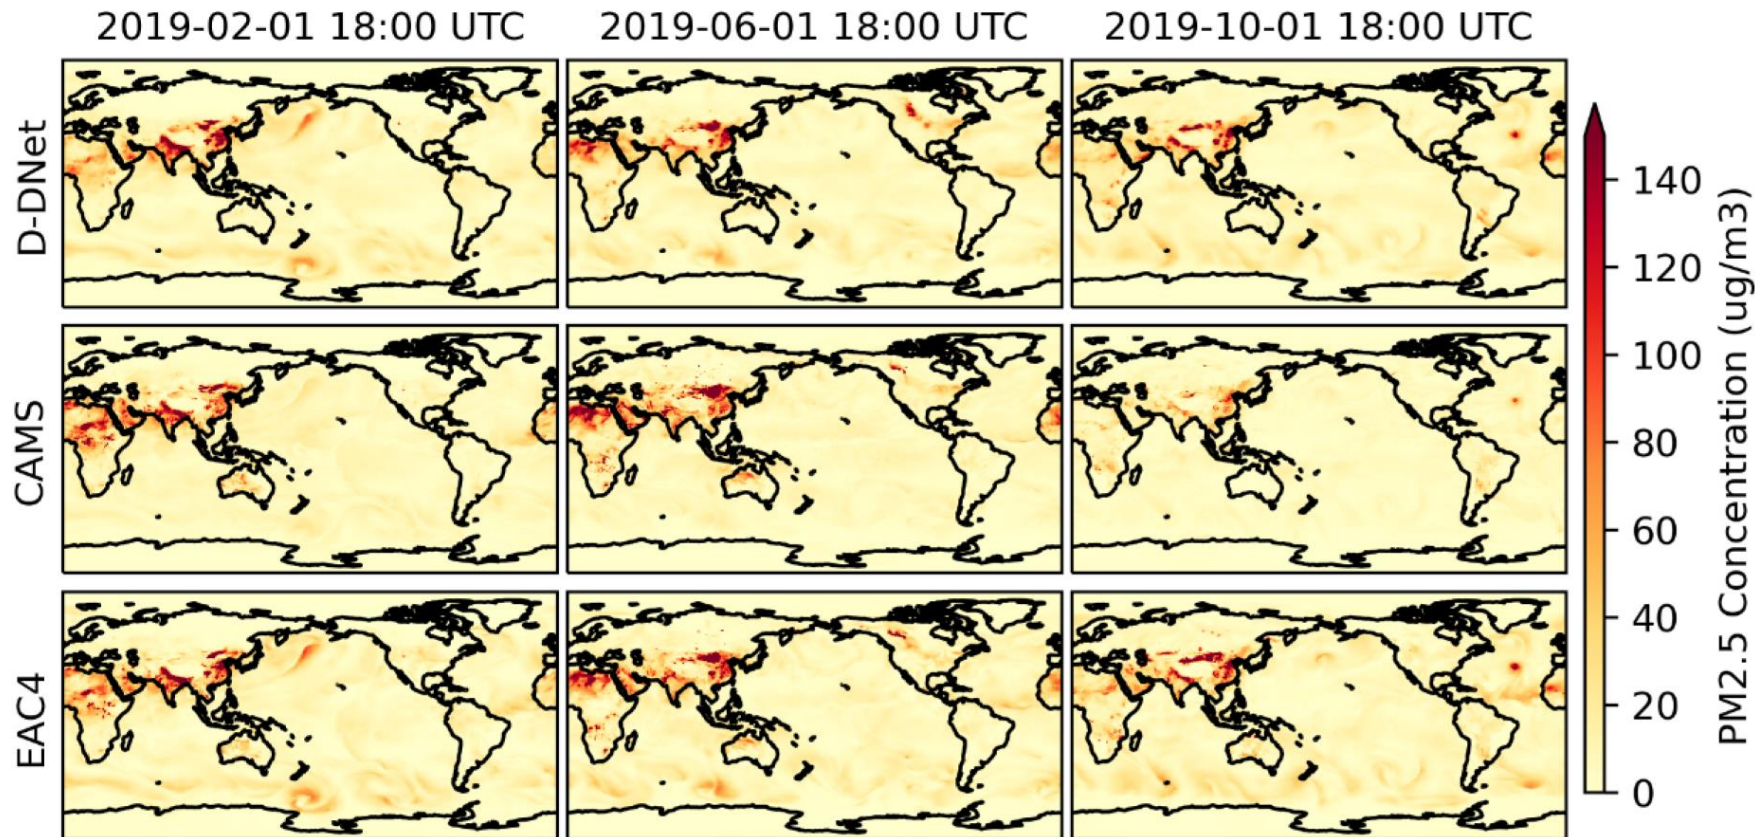 2019-02-01 18:00 UTC
2019-06-01 18:00 UTC
2019-10-01 18:00 UTC
D-DNet
CAMS
EAC4
140
120
100
80
60
40
20
0
PM2.5 Concentration (ug/m3)